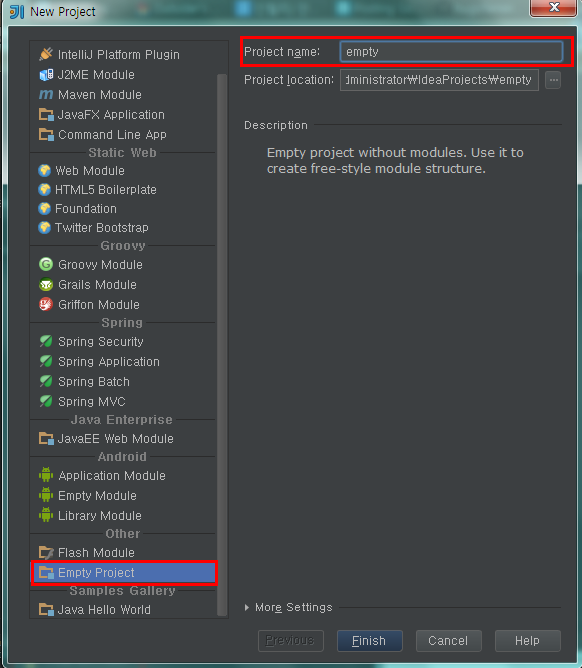 New Project
IntelliJ Platform Plugin
J2ME Module
Maven Module
JavaFX Application
Command Line App
Static Web
Web Module
HTML5 Boilerplate
Foundation
Twitter Bootstrap
Groovy
Groovy Module
Grails Module
Griffon Module
Spring
Spring Security
Spring Application
Spring Batch
Spring MVC
Java Enterprise
JavaEE Web Module
Android
Application Module
Empty Module
Library Module
Other
Flash Module
Empty Project
Samples Gallery
Java Hello World
Project name: empty
Project location: dministrator₩IdeaProjects₩empty ...
Description
Empty project without modules. Use it to
create free-style module structure.
More Settings
Previous Finish Cancel Help